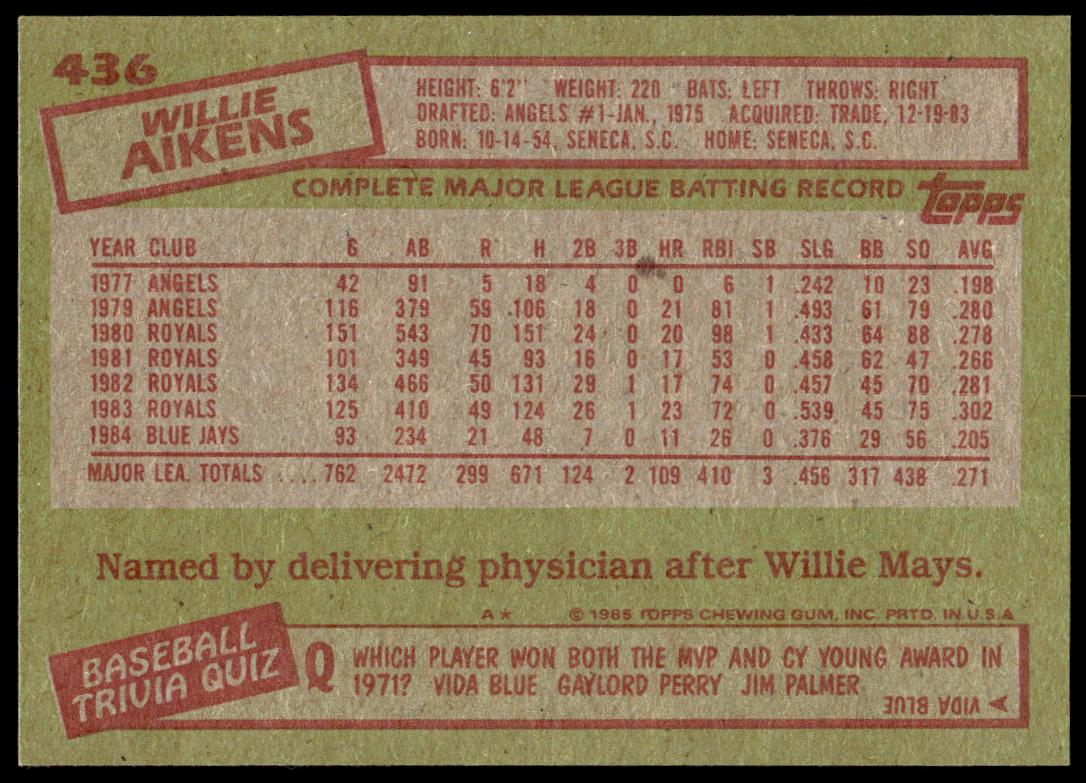 436
WILLIE
AIKENS
HEIGHT: 6'2" WEIGHT: 220 BATS: LEFT THROWS: RIGHT
DRAFTED: ANGELS #1-JAN., 1975 ACQUIRED: TRADE, 12-19-83
BORN: 10-14-54, SENECA, S.C. HOME: SENECA, S.C.
COMPLETE MAJOR LEAGUE BATTING RECORD topps
YEAR CLUB G AB R H 2B 3B HR RBI SB SLG BB SO AVG
1977 ANGELS 42 91 5 18 4 0 0 6 1 .242 10 23 .198
1979 ANGELS 116 379 59 106 18 0 21 81 1 .493 61 79 .280
1980 ROYALS 151 543 70 151 24 0 20 98 1 .433 64 88 .278
1981 ROYALS 101 349 45 93 16 0 17 53 0 .458 62 47 .266
1982 ROYALS 134 466 50 131 29 1 17 74 0 .457 45 70 .281
1983 ROYALS 125 410 49 124 26 1 23 72 0 .539 45 75 .302
1984 BLUE JAYS 93 234 21 48 7 0 11 26 0 .376 29 56 .205
MAJOR LEA. TOTALS .... 762 2472 299 671 124 2 109 410 3 .456 317 438 .271
Named by delivering physician after Willie Mays.
A★ © 1985 TOPPS CHEWING GUM, INC. PRTD. IN U.S.A
BASEBALL
TRIVIA QUIZ
Q WHICH PLAYER WON BOTH THE MVP AND CY YOUNG AWARD IN
1971? VIDA BLUE GAYLORD PERRY JIM PALMER
VIDA BLUE